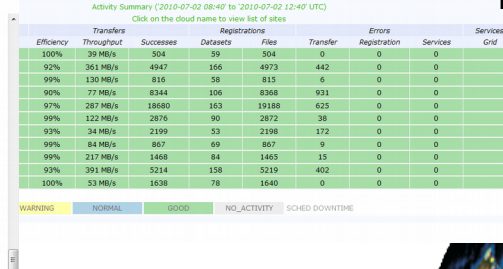 Activity Summary ('2010-07-02 08:40' to '2010-07-02 12:40' UTC)
Click on the cloud name to view list of sites
Transfers Registrations Errors Services
Efficiency Throughput Successes Datasets Files Transfer Registration Services Grid
100% 39 MB/s 504 59 504 0 0 0
92% 361 MB/s 4947 166 4973 442 0 0
99% 130 MB/s 816 58 815 6 0 0
90% 77 MB/s 8344 106 8368 931 0 0
97% 287 MB/s 18680 163 19188 625 0 0
99% 122 MB/s 2876 90 2872 38 0 0
93% 34 MB/s 2199 53 2198 172 0 0
99% 84 MB/s 867 69 867 9 0 0
99% 217 MB/s 1468 84 1465 15 0 0
93% 391 MB/s 5214 158 5219 402 0 0
100% 53 MB/s 1638 78 1640 0 0 0
WARNING NORMAL GOOD NO_ACTIVITY SCHED DOWNTIME